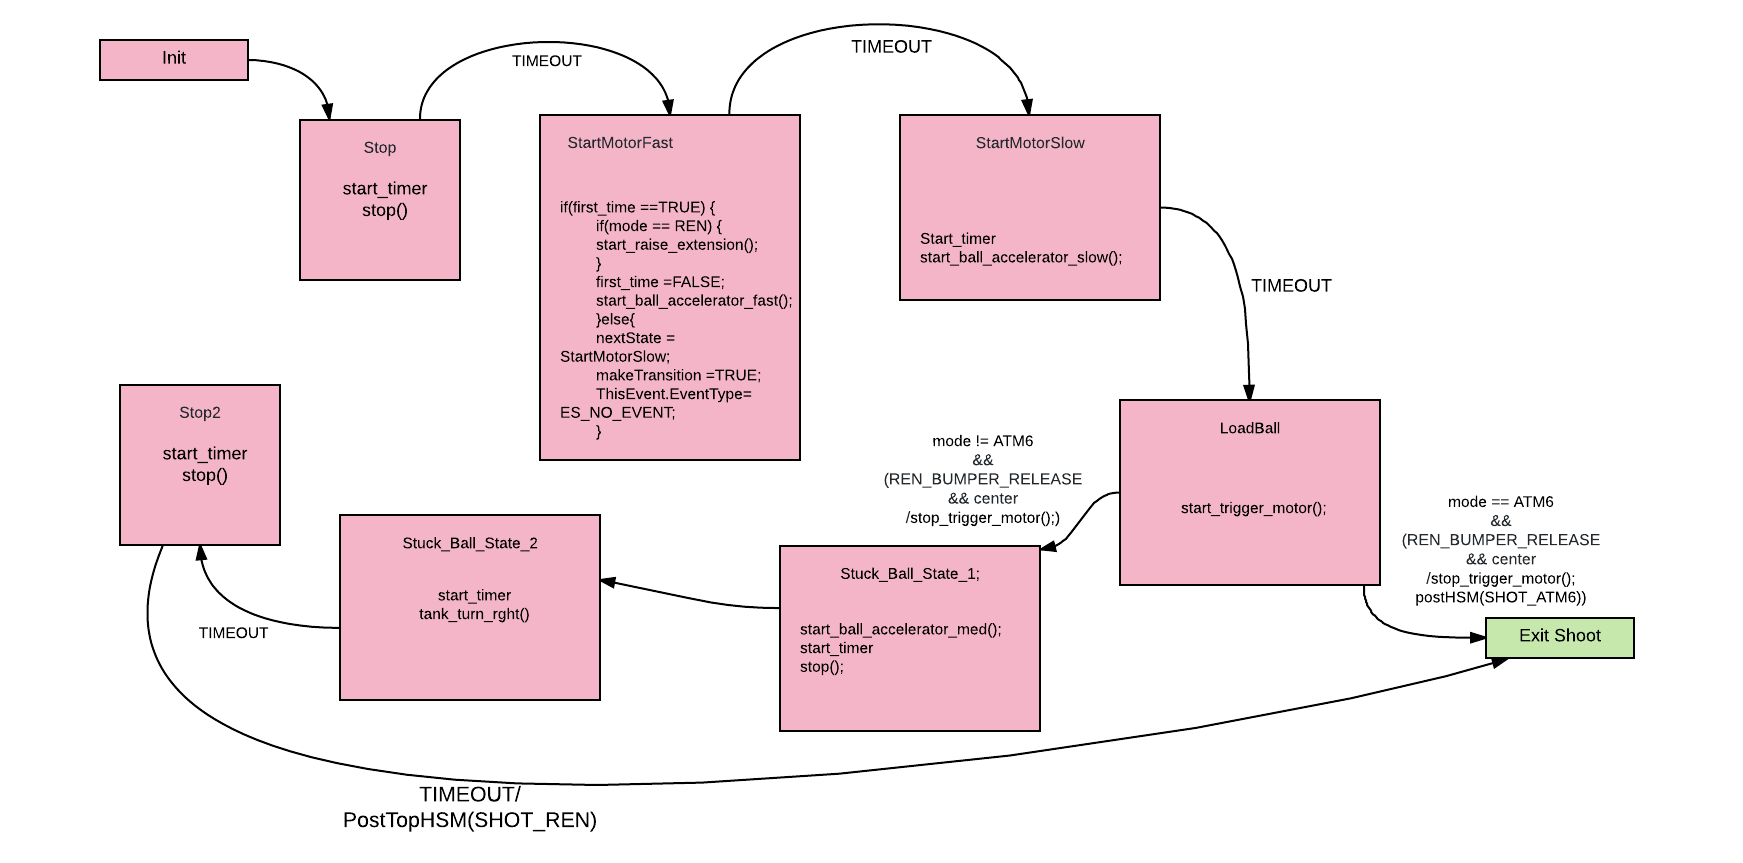 Init
TIMEOUT
TIMEOUT
Stop
start_timer
stop()
StartMotorFast
if(first_time ==TRUE) {
if(mode == REN) {
start_raise_extension();
}
first_time =FALSE;
start_ball_accelerator_fast();
}else{
nextState =
StartMotorSlow;
makeTransition =TRUE;
ThisEvent.EventType=
ES_NO_EVENT;
}
StartMotorSlow
Start_timer
start_ball_accelerator_slow();
TIMEOUT
LoadBall
start_trigger_motor();
mode != ATM6
&&
(REN_BUMPER_RELEASE
&& center
/stop_trigger_motor();)
mode == ATM6
&&
(REN_BUMPER_RELEASE
&& center
/stop_trigger_motor();
postHSM(SHOT_ATM6))
Exit Shoot
Stuck_Ball_State_1;
start_ball_accelerator_med();
start_timer
stop();
Stuck_Ball_State_2
start_timer
tank_turn_rght()
TIMEOUT
Stop2
start_timer
stop()
TIMEOUT/
PostTopHSM(SHOT_REN)